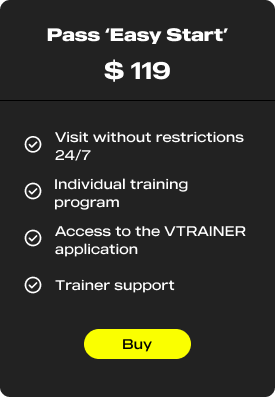 Pass ‘Easy Start’
$ 119
Visit without restrictions
24/7
Individual training
program
Access to the VTRAINER
application
Trainer support
Buy